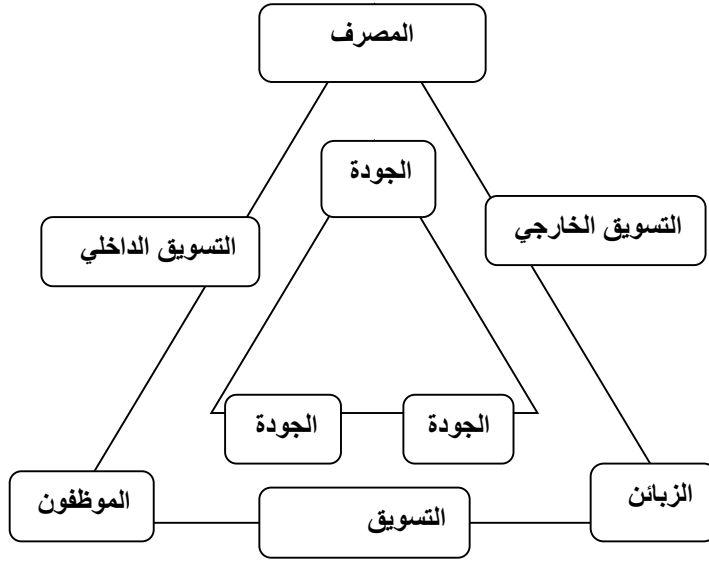 المصرف
الجودة
التسويق الخارجي
التسويق الداخلي
الجودة
الجودة
الزبائن
الموظفون
التسويق